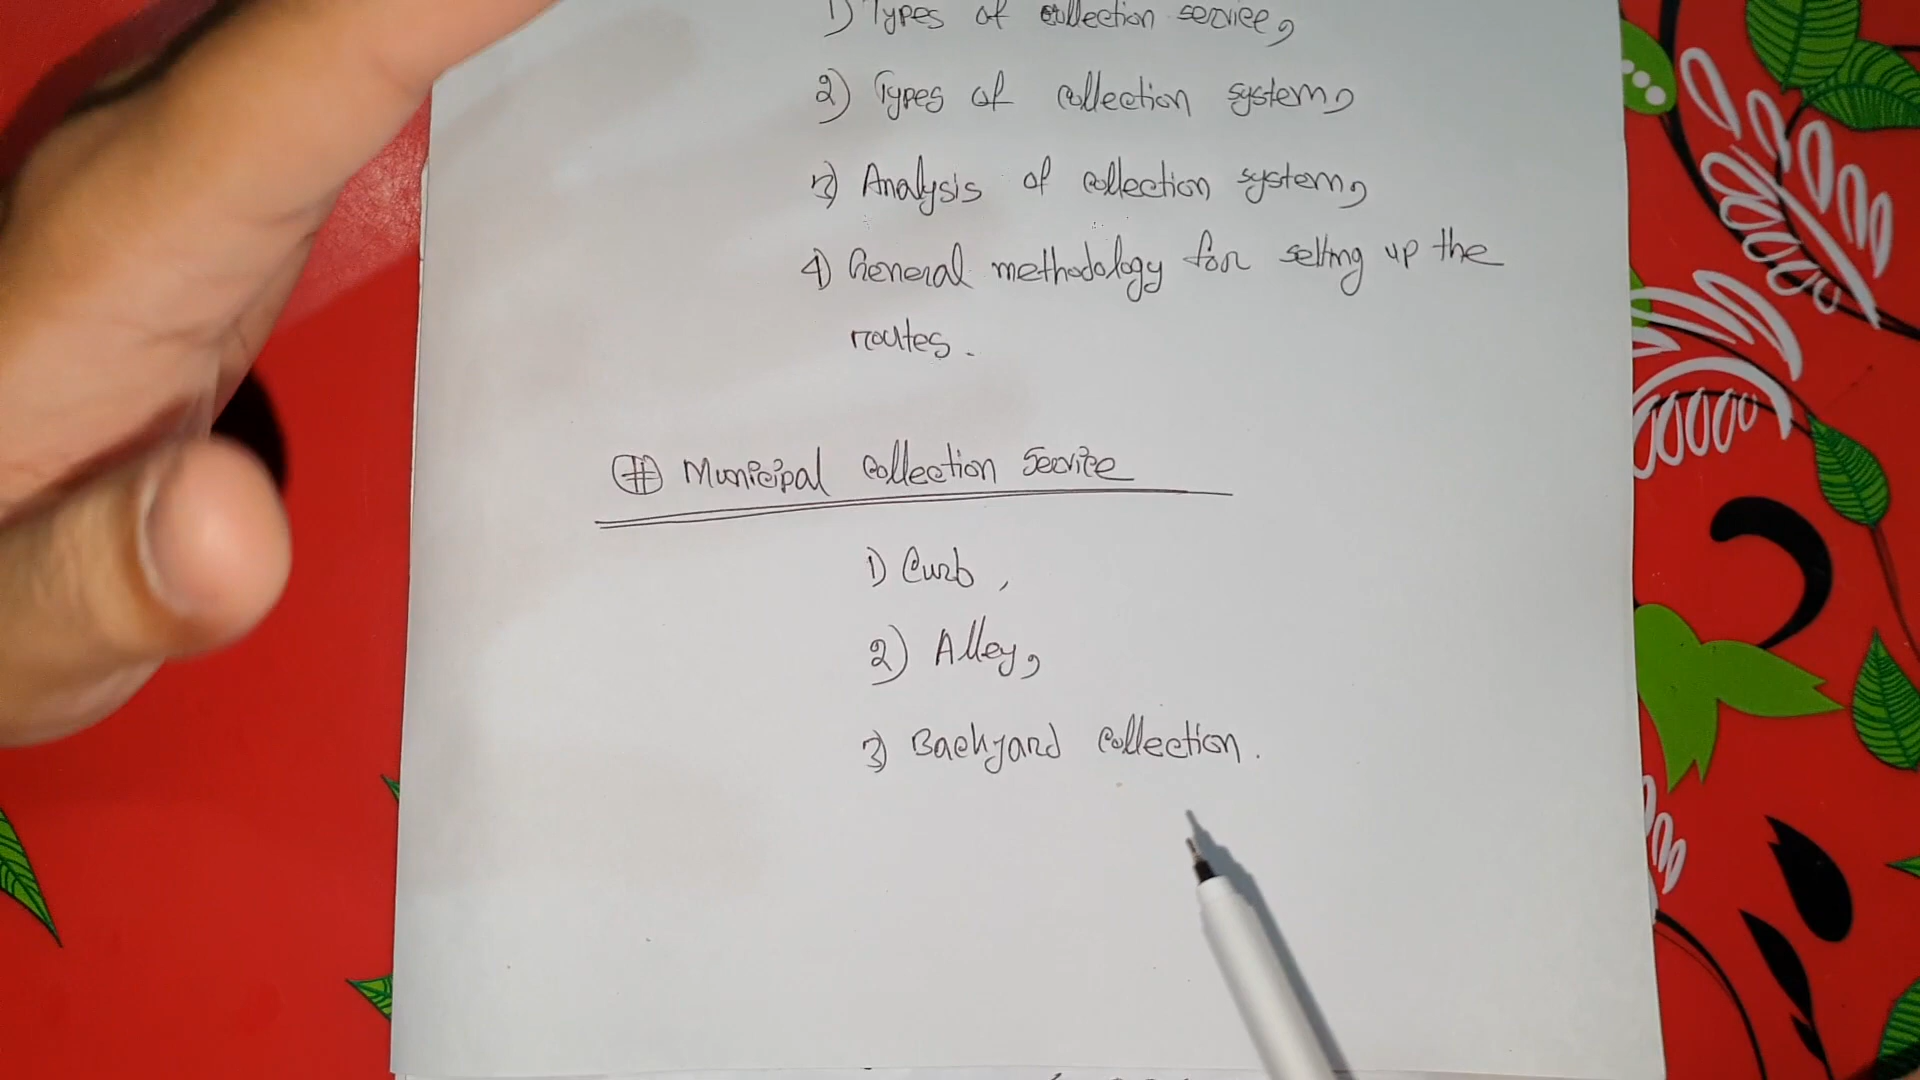 1) Types of collection service,
2) Types of collection system,
3) Analysis of collection system,
4) General methodology for setting up the
routes.
# Municipal Collection Service
1) Curb,
2) Alley,
3) Backyard collection.